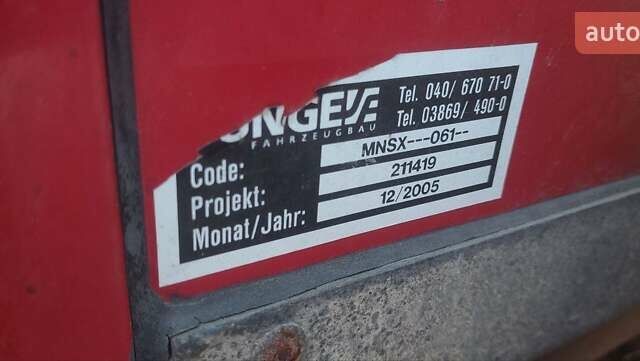 auto
UNGE
FAHRZEUGBAU
Tel. 040/ 670 71-0
Tel. 03869/ 490-0
Code: MNSX---061--
Projekt: 211419
Monat/Jahr: 12/2005